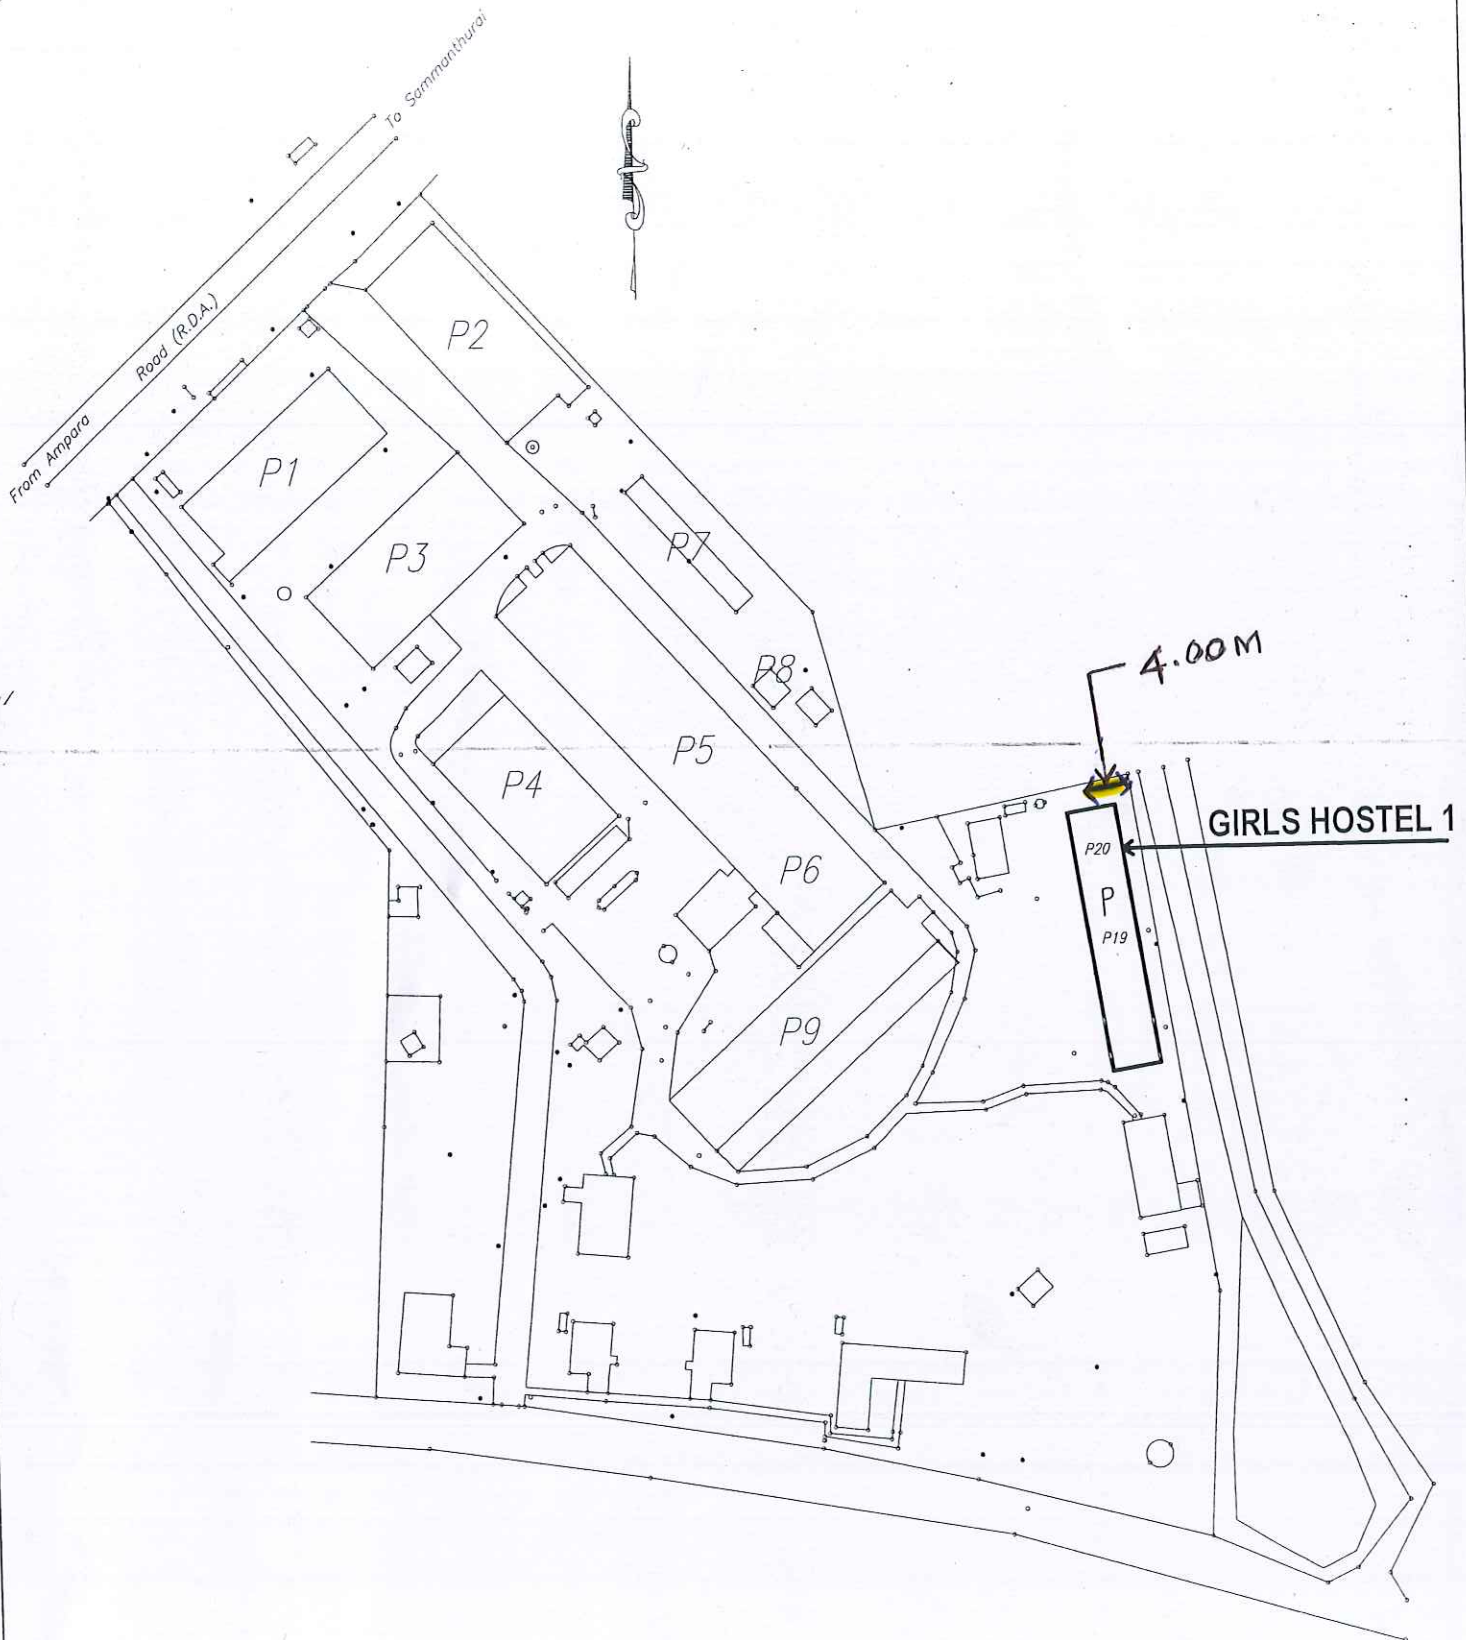 To Sammanthurai
Road (R.D.A.)
From Ampara
P2
P1
P3
P7
P8
4.00M
P5
P4
GIRLS HOSTEL 1
P20
P6
P
P19
P9